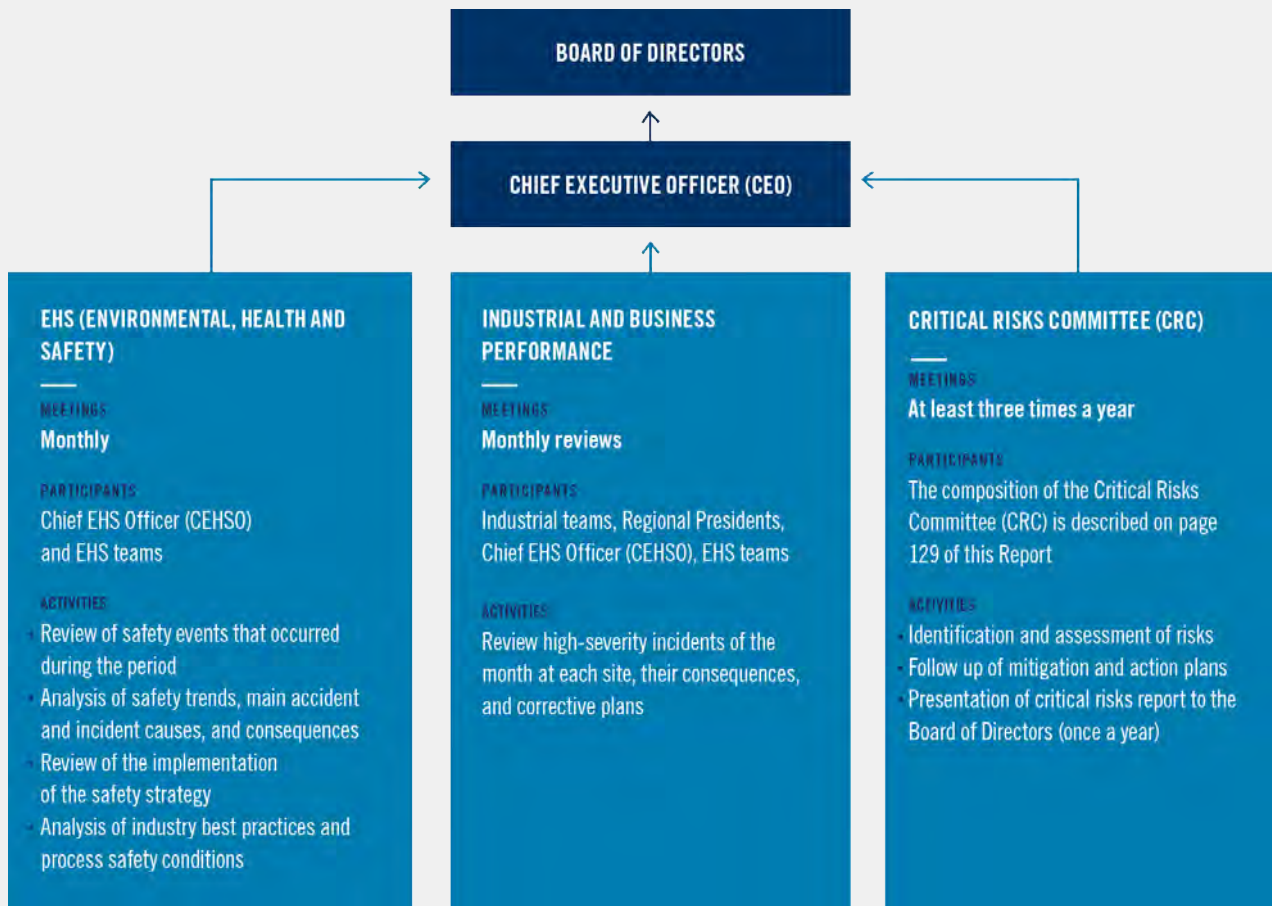 BOARD OF DIRECTORS
CHIEF EXECUTIVE OFFICER (CEO)
EHS (ENVIRONMENTAL, HEALTH AND
SAFETY)
MEETINGS
Monthly
PARTICIPANTS
Chief EHS Officer (CEHSO)
and EHS teams
ACTIVITIES
· Review of safety events that occurred
during the period
· Analysis of safety trends, main accident
and incident causes, and consequences
· Review of the implementation
of the safety strategy
· Analysis of industry best practices and
process safety conditions
INDUSTRIAL AND BUSINESS
PERFORMANCE
MEETINGS
Monthly reviews
PARTICIPANTS
Industrial teams, Regional Presidents,
Chief EHS Officer (CEHSO), EHS teams
ACTIVITIES
Review high-severity incidents of the
month at each site, their consequences,
and corrective plans
CRITICAL RISKS COMMITTEE (CRC)
MEETINGS
At least three times a year
PARTICIPANTS
The composition of the Critical Risks
Committee (CRC) is described on page
129 of this Report
ACTIVITIES
· Identification and assessment of risks
· Follow up of mitigation and action plans
· Presentation of critical risks report to the
Board of Directors (once a year)